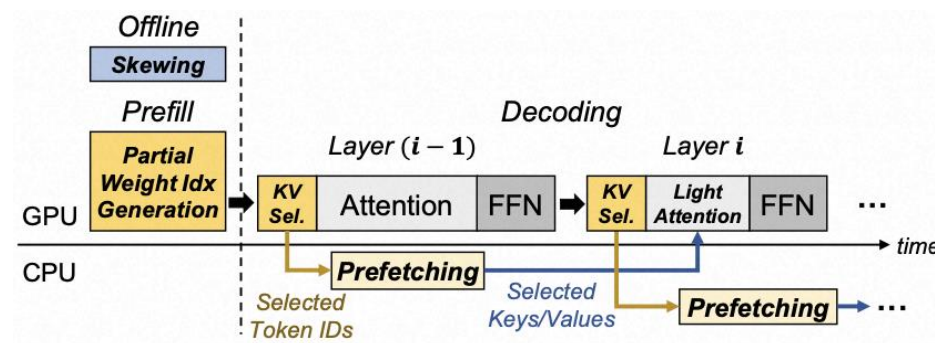 Offline
Skewing
Prefill
Partial
Weight Idx
Generation
Decoding
Layer (i − 1)
Layer i
KV
Sel.
Attention
FFN
KV
Sel.
Light
Attention
FFN
...
GPU
CPU
time
Prefetching
Selected
Token IDs
Selected
Keys/Values
Prefetching
...